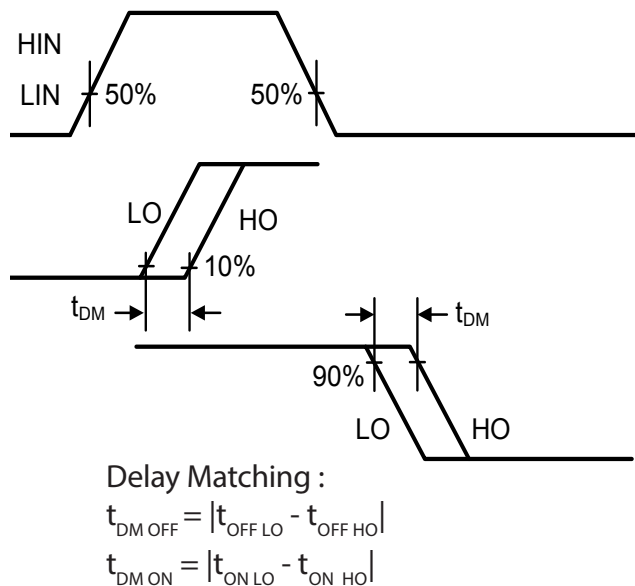 HIN
LIN 50% 50%
LO HO
10%
tDM
tDM
90%
LO HO
Delay Matching :
tDM OFF = |tOFF LO - tOFF HO|
tDM ON = |tON LO - tON HO|